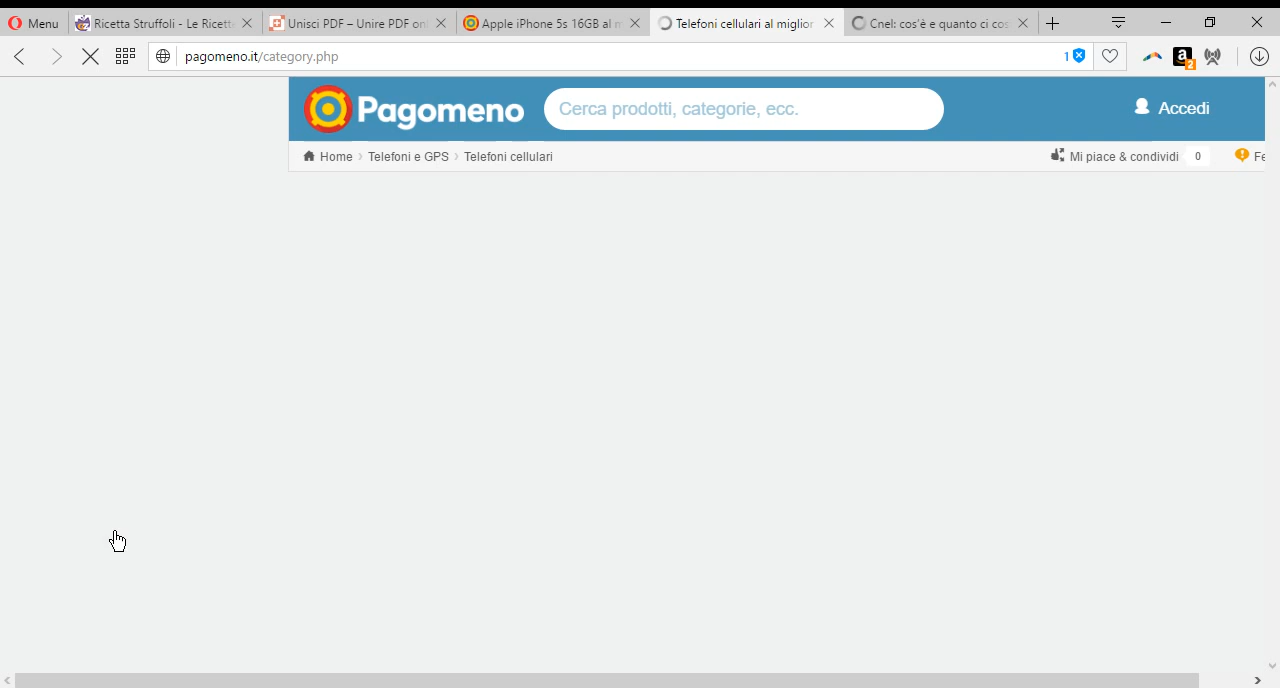 Menu
Ricetta Struffoli - Le Ricette
Unisci PDF – Unire PDF onl
Apple iPhone 5s 16GB al m
Telefoni cellulari al miglior
Cnel: cos'è e quanto ci cos
pagomeno.it/category.php
1
a
2
Pagomeno
Cerca prodotti, categorie, ecc.
Accedi
Home › Telefoni e GPS › Telefoni cellulari
Mi piace & condividi 0
Fe